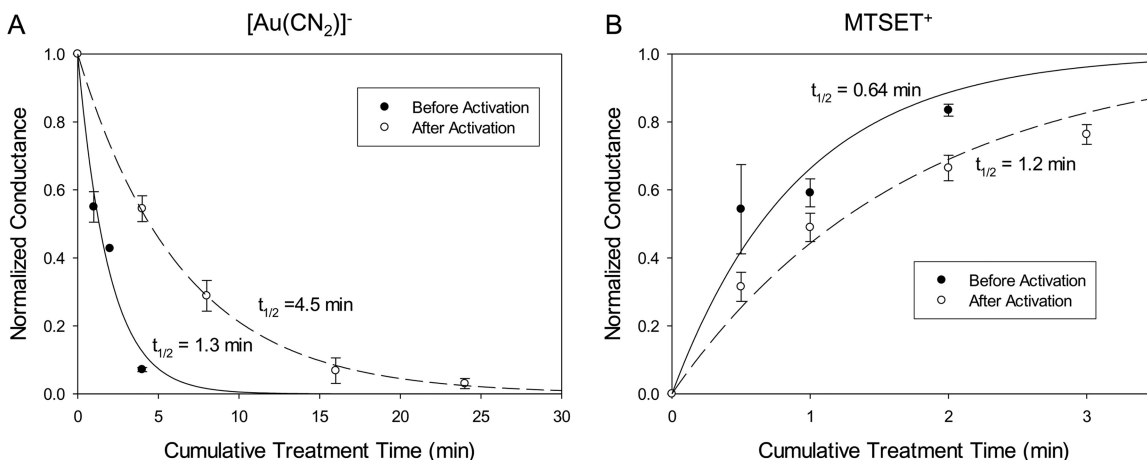 A
[Au(CN₂)]⁻
Normalized Conductance
1.0
0.8
0.6
0.4
0.2
0.0
Before Activation
After Activation
t₁/₂ =4.5 min
t₁/₂ = 1.3 min
0 5 10 15 20 25 30
Cumulative Treatment Time (min)
B
MTSET⁺
Normalized Conductance
1.0
0.8
0.6
0.4
0.2
0.0
t₁/₂ = 0.64 min
t₁/₂ = 1.2 min
Before Activation
After Activation
0 1 2 3
Cumulative Treatment Time (min)